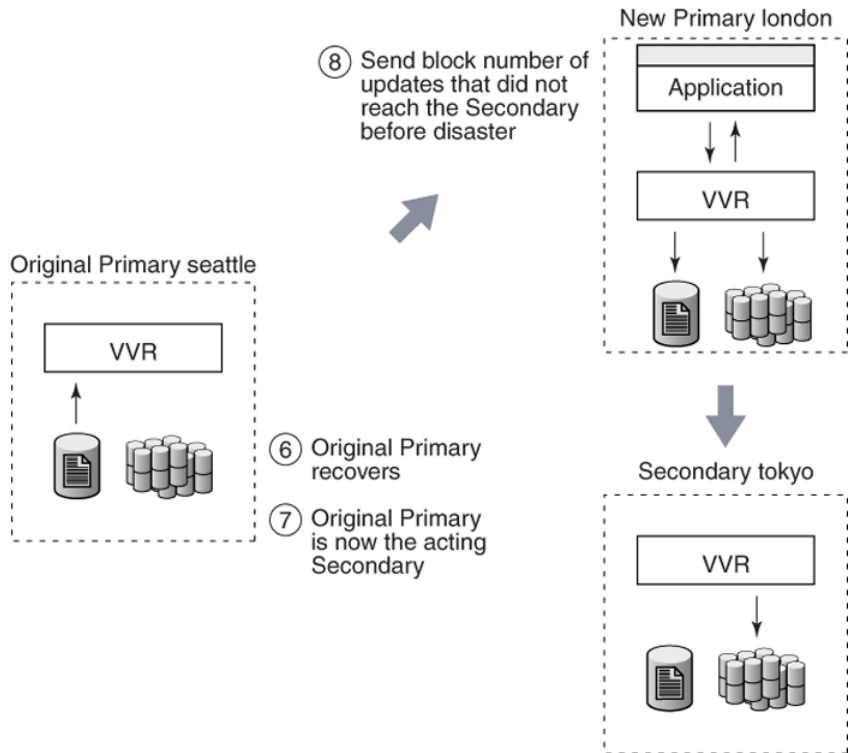 New Primary london
⑧ Send block number of
updates that did not
reach the Secondary
before disaster
Application
VVR
Original Primary seattle
VVR
⑥ Original Primary
recovers
⑦ Original Primary
is now the acting
Secondary
Secondary tokyo
VVR